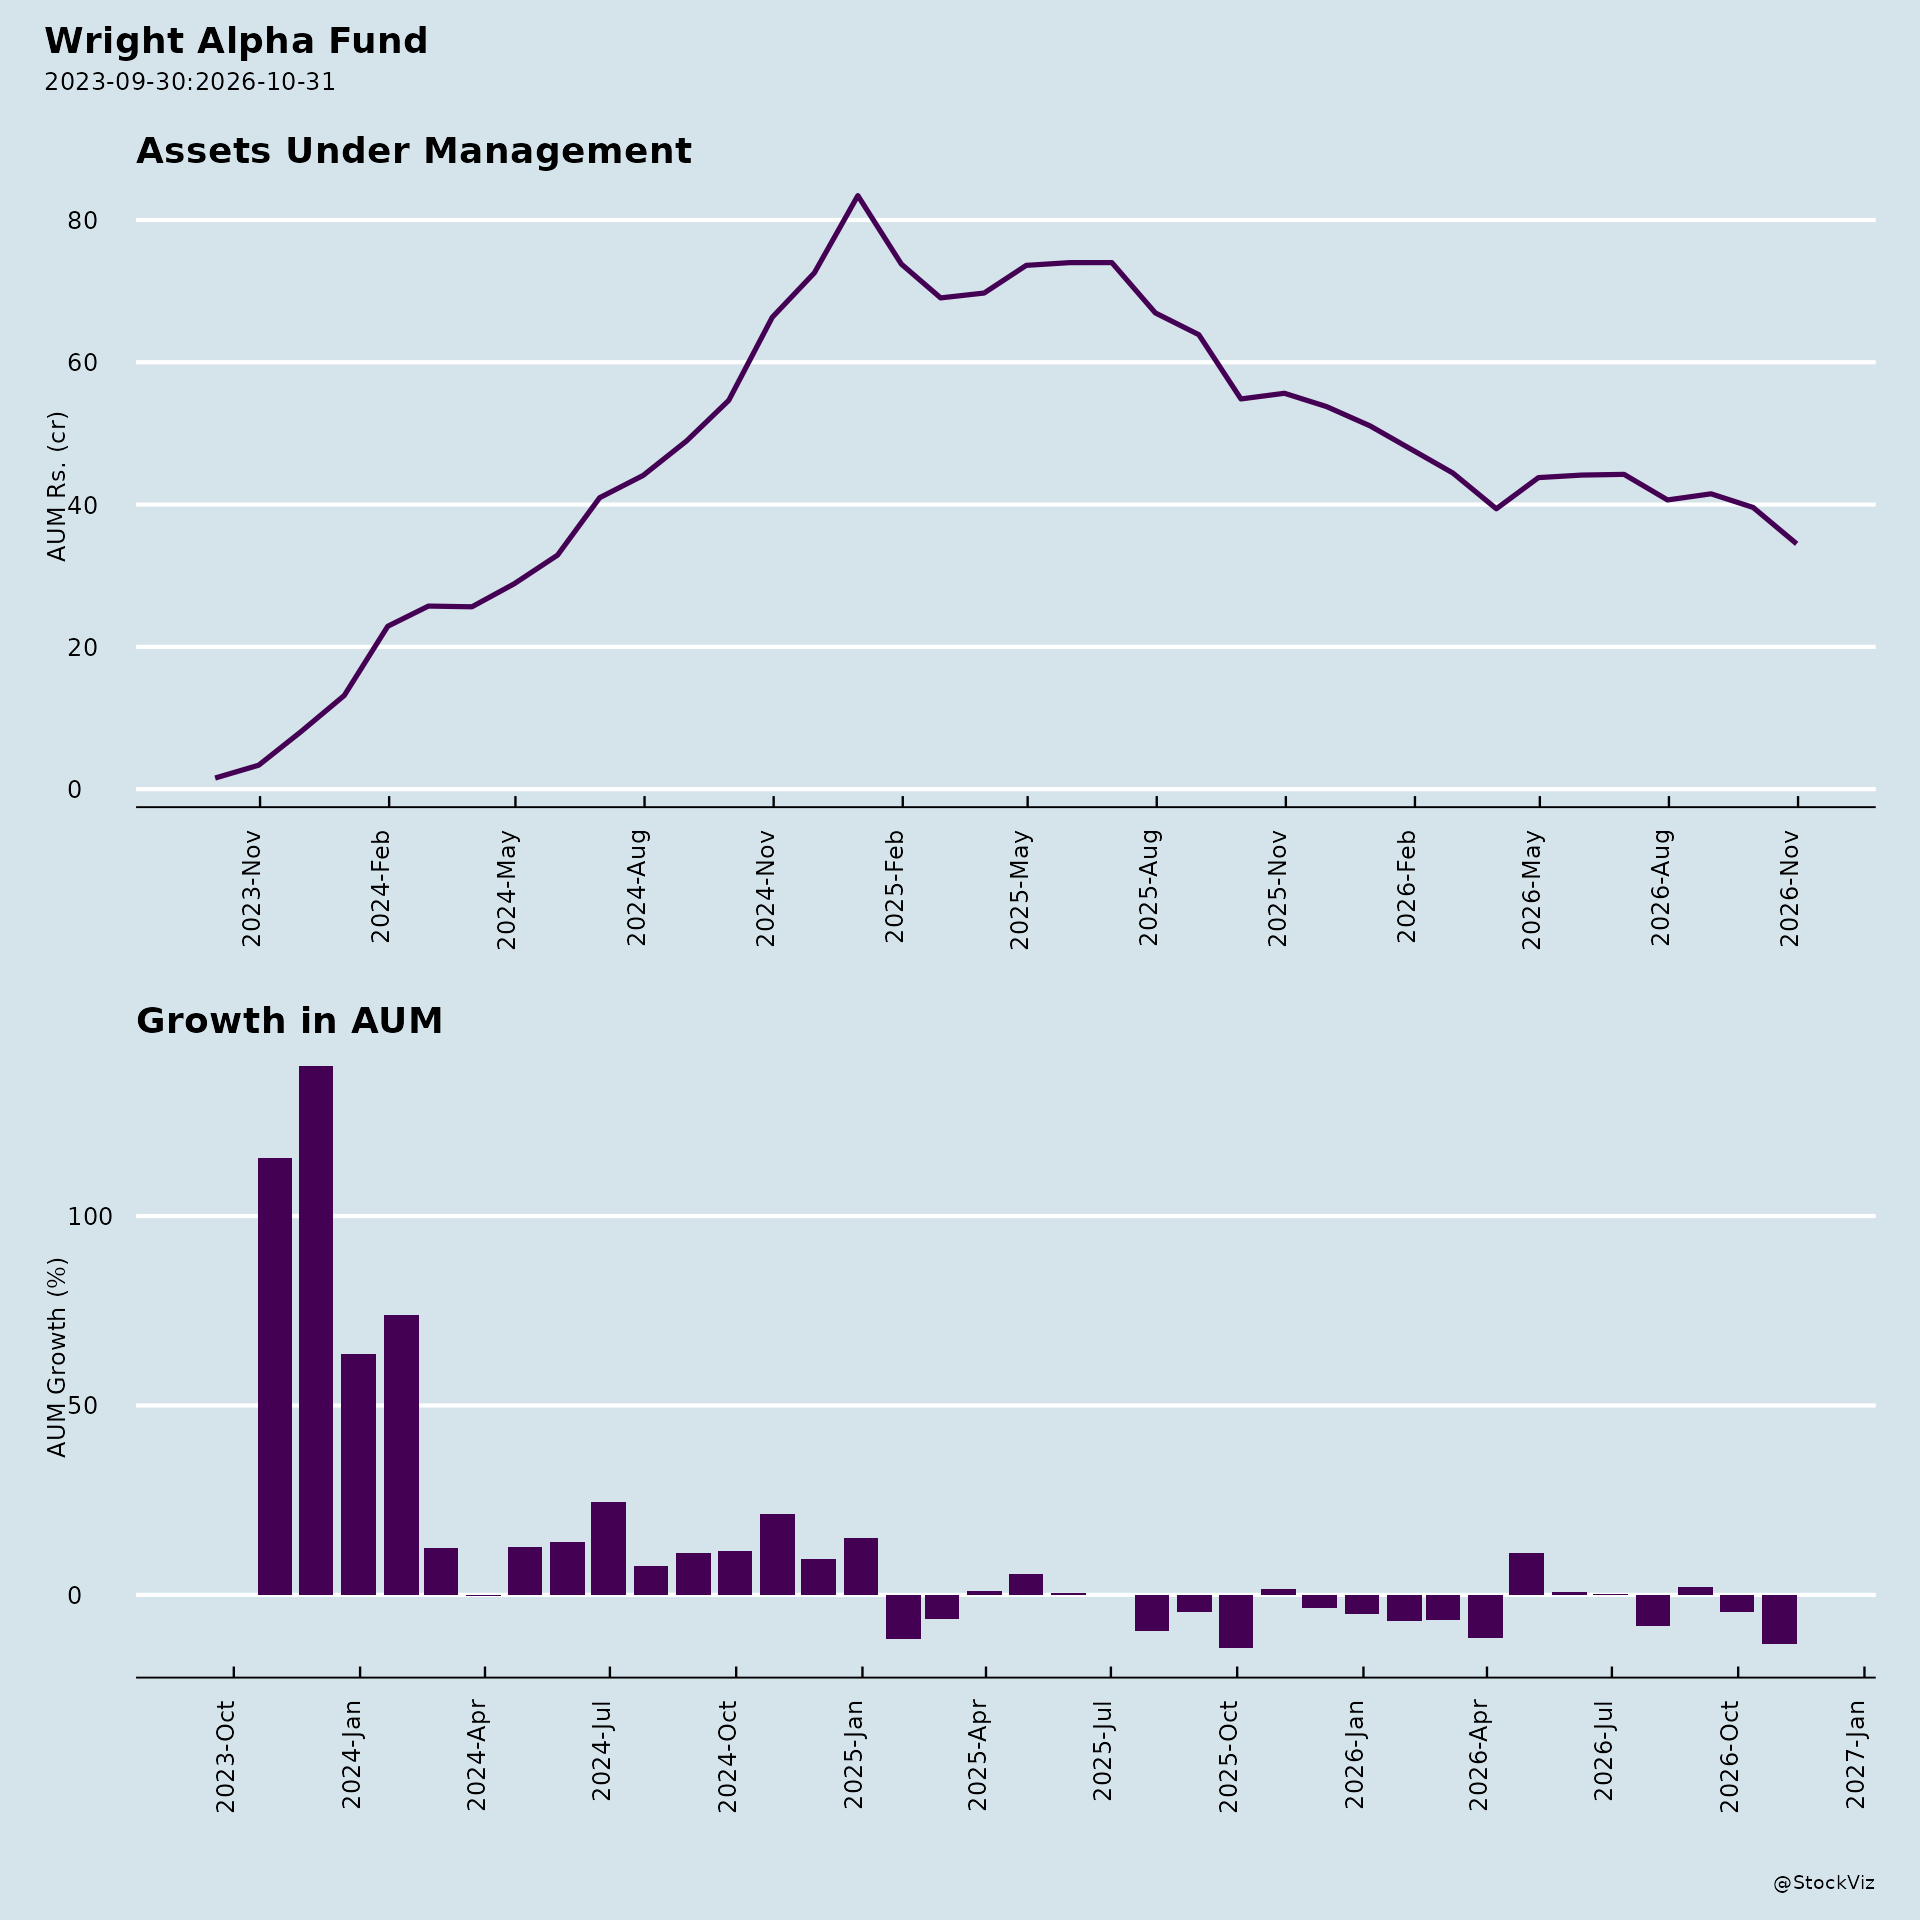 Wright Alpha Fund
2023-09-30:2026-10-31
Assets Under Management
AUM Rs. (cr)
80
60
40
20
0
2023-Nov
2024-Feb
2024-May
2024-Aug
2024-Nov
2025-Feb
2025-May
2025-Aug
2025-Nov
2026-Feb
2026-May
2026-Aug
2026-Nov
Growth in AUM
AUM Growth (%)
100
50
0
2023-Oct
2024-Jan
2024-Apr
2024-Jul
2024-Oct
2025-Jan
2025-Apr
2025-Jul
2025-Oct
2026-Jan
2026-Apr
2026-Jul
2026-Oct
2027-Jan
@StockViz